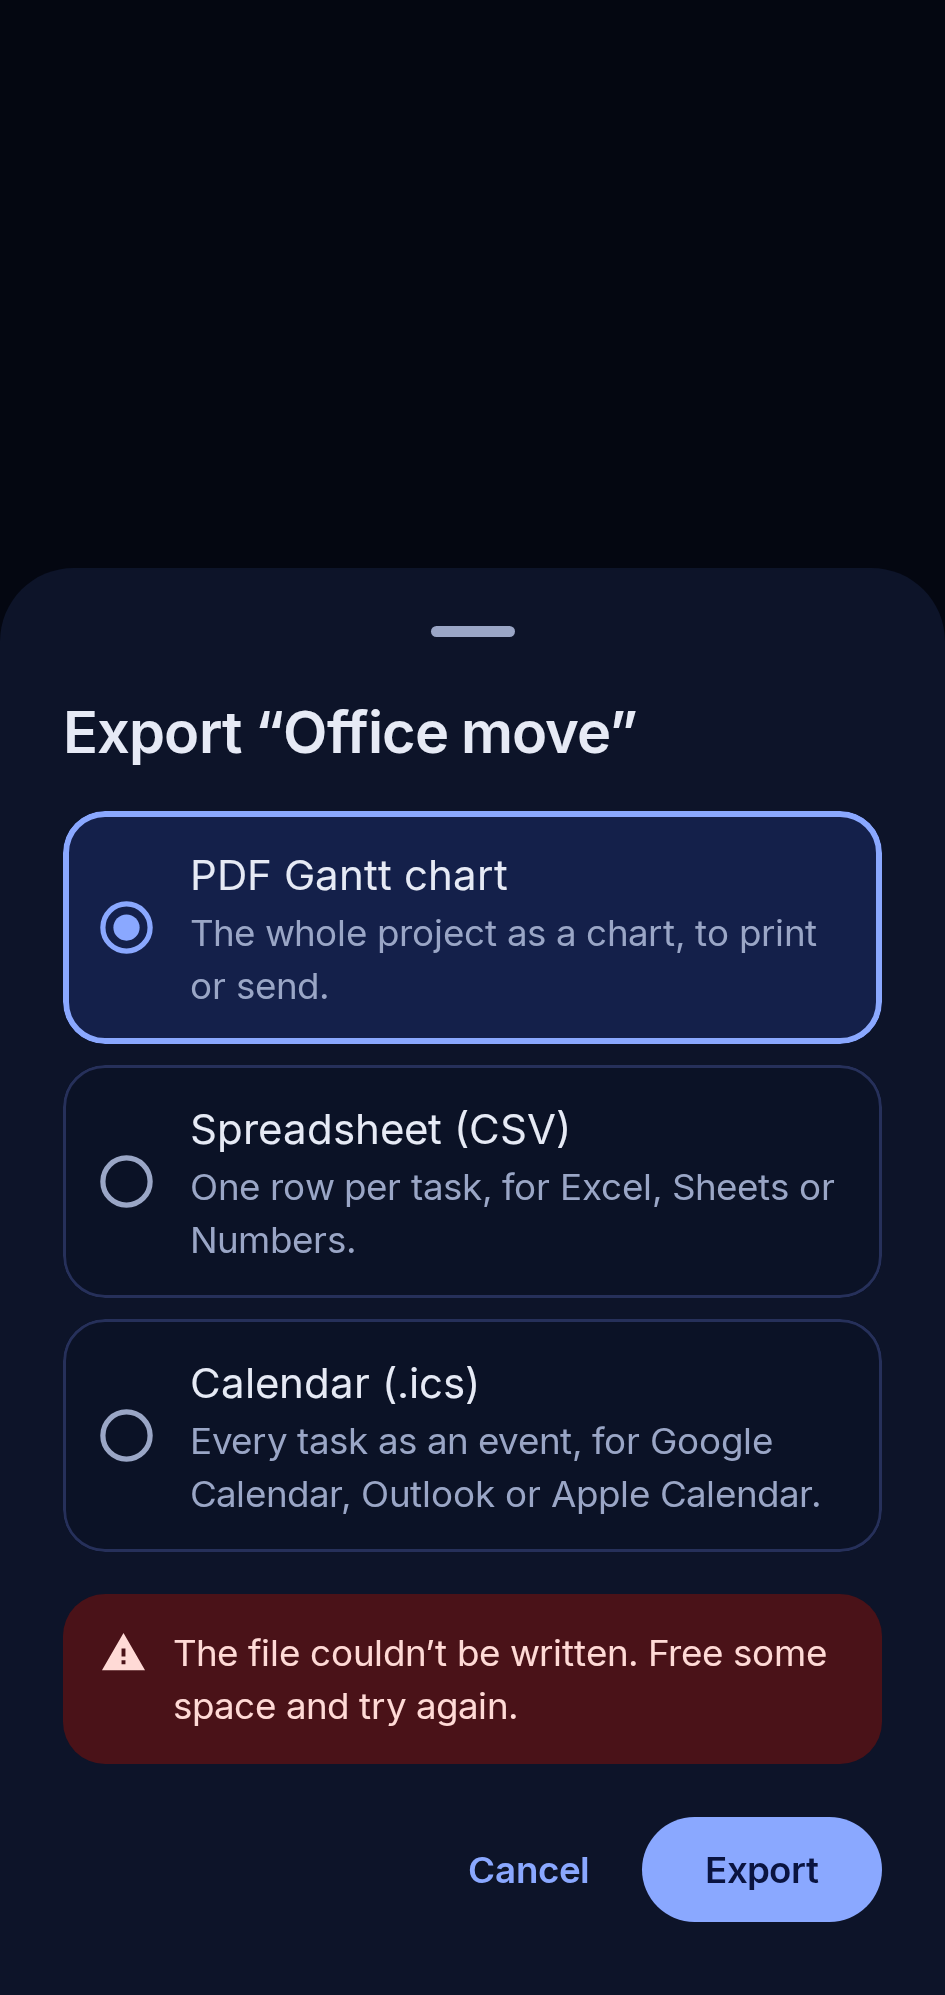 Export “Office move”
PDF Gantt chart
The whole project as a chart, to print
or send.
Spreadsheet (CSV)
One row per task, for Excel, Sheets or
Numbers.
Calendar (.ics)
Every task as an event, for Google
Calendar, Outlook or Apple Calendar.
The file couldn’t be written. Free some
space and try again.
Cancel
Export